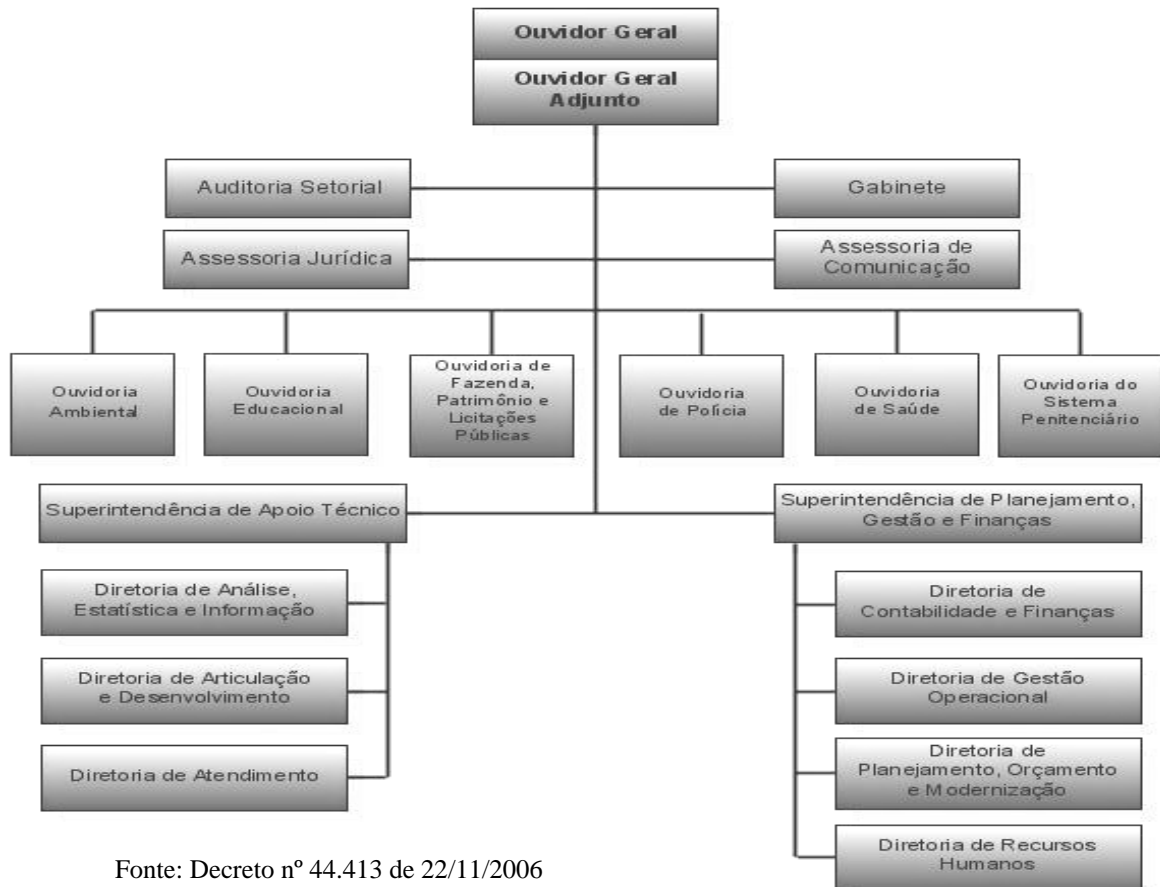 Ouvidor Geral
Ouvidor Geral
Adjunto
Auditoria Setorial
Gabinete
Assessoria Jurídica
Assessoria de
Comunicação
Ouvidoria
Ambiental
Ouvidoria
Educacional
Ouvidoria de
Fazenda,
Patrimônio e
Licitações
Públicas
Ouvidoria
de Polícia
Ouvidoria
de Saúde
Ouvidoria do
Sistema
Penitenciário
Superintendência de Apoio Técnico
Superintendência de Planejamento,
Gestão e Finanças
Diretoria de Análise,
Estatística e Informação
Diretoria de Articulação
e Desenvolvimento
Diretoria de Atendimento
Diretoria de
Contabilidade e Finanças
Diretoria de Gestão
Operacional
Diretoria de
Planejamento, Orçamento
e Modernização
Diretoria de Recursos
Humanos
Fonte: Decreto nº 44.413 de 22/11/2006